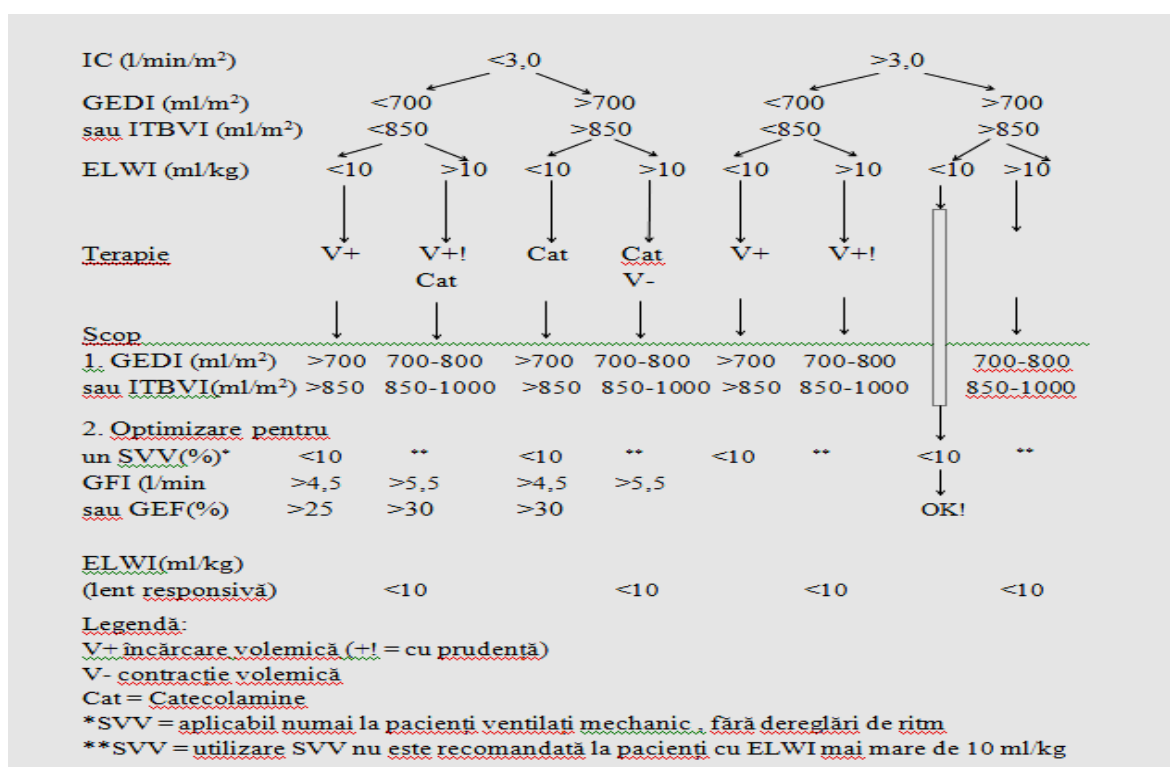 IC (l/min/m²) <3,0 >3,0
GEDI (ml/m²) <700 >700 <700 >700
sau ITBVI (ml/m²) <850 >850 <850 >850
ELWI (ml/kg) <10 >10 <10 >10 <10 >10 <10 >10
Terapie V+ V+! Cat Cat V+ V+!
Cat V-
Scop
1. GEDI (ml/m²) >700 700-800 >700 700-800 >700 700-800 700-800
sau ITBVI(ml/m²) >850 850-1000 >850 850-1000 >850 850-1000 850-1000
2. Optimizare pentru
un SVV(%)* <10 ** <10 ** <10 ** <10 **
GFI (l/min >4,5 >5,5 >4,5 >5,5
sau GEF(%) >25 >30 >30 OK!
ELWI(ml/kg)
(lent responsivă) <10 <10 <10 <10
Legendă:
V+ încărcare volemică (+! = cu prudență)
V- contracție volemică
Cat = Catecolamine
*SVV = aplicabil numai la pacienți ventilați mechanic , fără dereglări de ritm
**SVV = utilizare SVV nu este recomandată la pacienți cu ELWI mai mare de 10 ml/kg